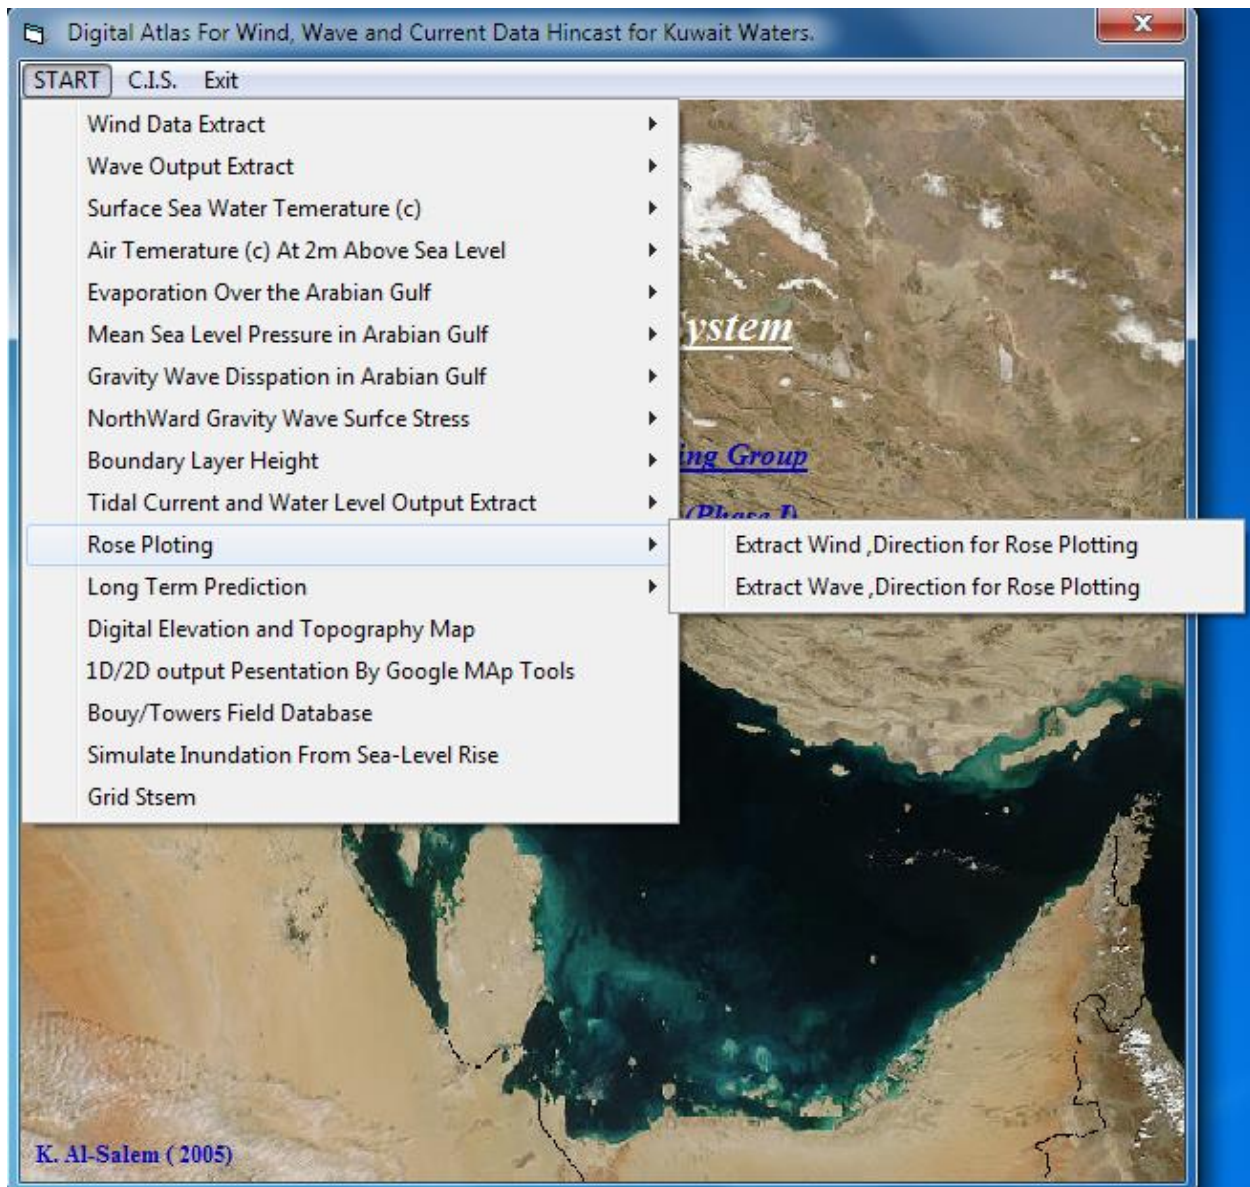 Digital Atlas For Wind, Wave and Current Data Hincast for Kuwait Waters.
START C.I.S. Exit
Wind Data Extract
Wave Output Extract
Surface Sea Water Temerature (c)
Air Temerature (c) At 2m Above Sea Level
Evaporation Over the Arabian Gulf
Mean Sea Level Pressure in Arabian Gulf
ystem
Gravity Wave Disspation in Arabian Gulf
NorthWard Gravity Wave Surfce Stress
Boundary Layer Height
ing Group
Tidal Current and Water Level Output Extract
(Phase I)
Rose Ploting
Extract Wind ,Direction for Rose Plotting
Long Term Prediction
Extract Wave ,Direction for Rose Plotting
Digital Elevation and Topography Map
1D/2D output Pesentation By Google MAp Tools
Bouy/Towers Field Database
Simulate Inundation From Sea-Level Rise
Grid Stsem
K. Al-Salem ( 2005)